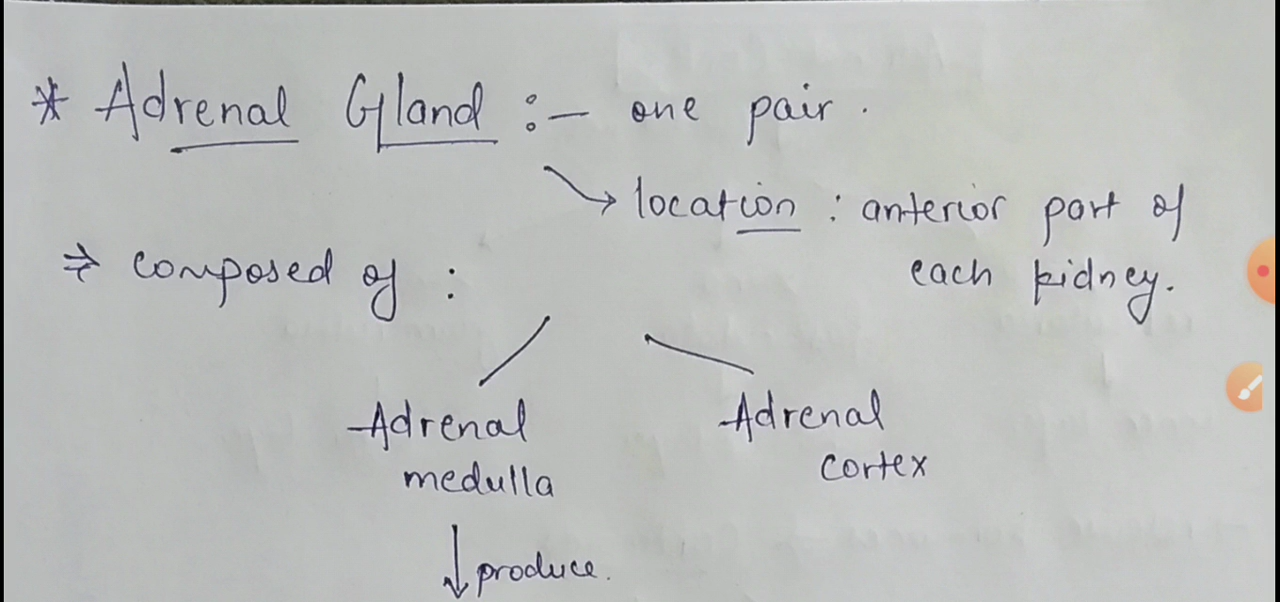 * Adrenal Gland :- one pair.
→ location : anterior part of
each kidney.
⇒ composed of :
Adrenal
medulla
Adrenal
cortex
↓ produce.